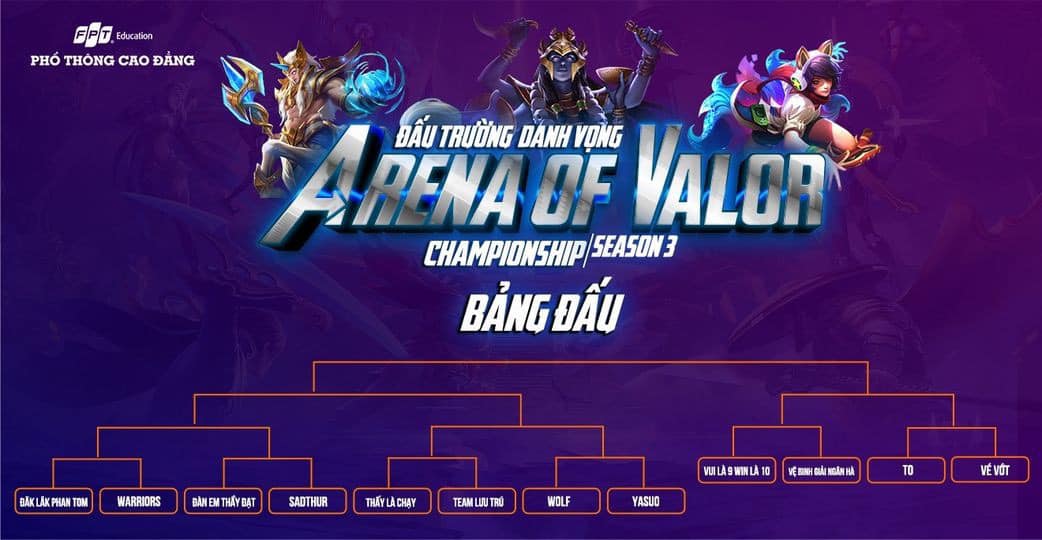 FPT Education
PHỔ THÔNG CAO ĐẲNG
ĐẤU TRƯỜNG DANH VỌNG
ARENA OF VALOR
CHAMPIONSHIP/SEASON 3
BẢNG ĐẤU
VUI LÀ 9 WIN LÀ 10
VỆ BINH GIẢI NGÂN HÀ
TO
VÉ VỚT
ĐĂK LĂK PHAN TOM
WARRIORS
ĐÀN EM THẦY ĐẠT
SADTHUR
THẤY LÀ CHẠY
TEAM LƯU TRÚ
WOLF
YASUO